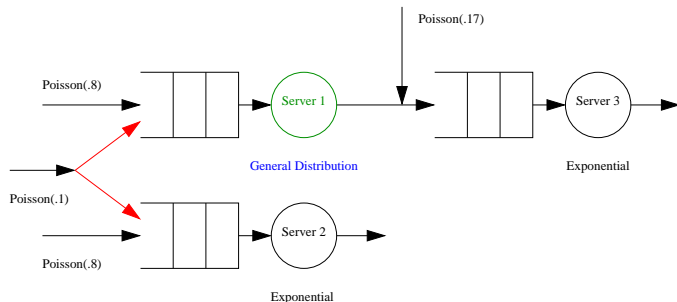 Poisson(.17)
Poisson(.8)
Server 1
Server 3
General Distribution
Exponential
Poisson(.1)
Server 2
Poisson(.8)
Exponential